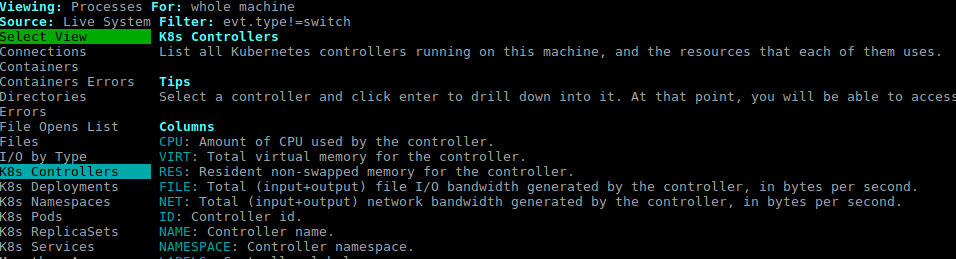 Viewing: Processes For: whole machine
Source: Live System Filter: evt.type!=switch
Select View K8s Controllers
Connections List all Kubernetes controllers running on this machine, and the resources that each of them uses.
Containers
Containers Errors Tips
Directories Select a controller and click enter to drill down into it. At that point, you will be able to access
Errors
File Opens List Columns
Files CPU: Amount of CPU used by the controller.
I/O by Type VIRT: Total virtual memory for the controller.
K8s Controllers RES: Resident non-swapped memory for the controller.
K8s Deployments FILE: Total (input+output) file I/O bandwidth generated by the controller, in bytes per second.
K8s Namespaces NET: Total (input+output) network bandwidth generated by the controller, in bytes per second.
K8s Pods ID: Controller id.
K8s ReplicaSets NAME: Controller name.
K8s Services NAMESPACE: Controller namespace.